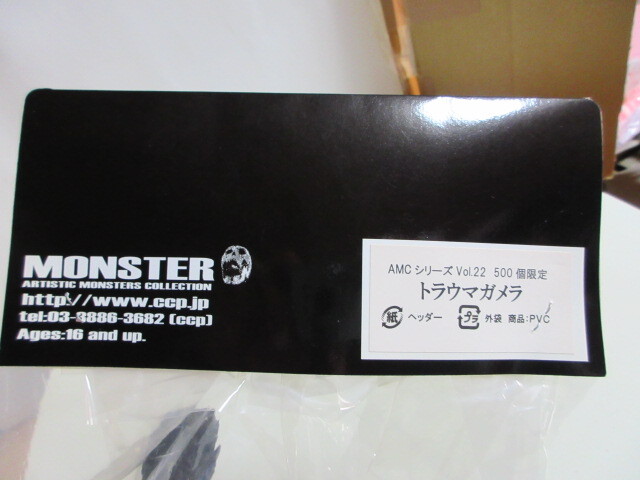 MONSTER
ARTISTIC MONSTERS COLLECTION
http://www.ccp.jp
tel:03-3886-3682 (ccp)
Ages:16 and up.
AMCシリーズ Vol.22 500個限定
トラウマガメラ
紙 ヘッダー プラ 外袋 商品:PVC